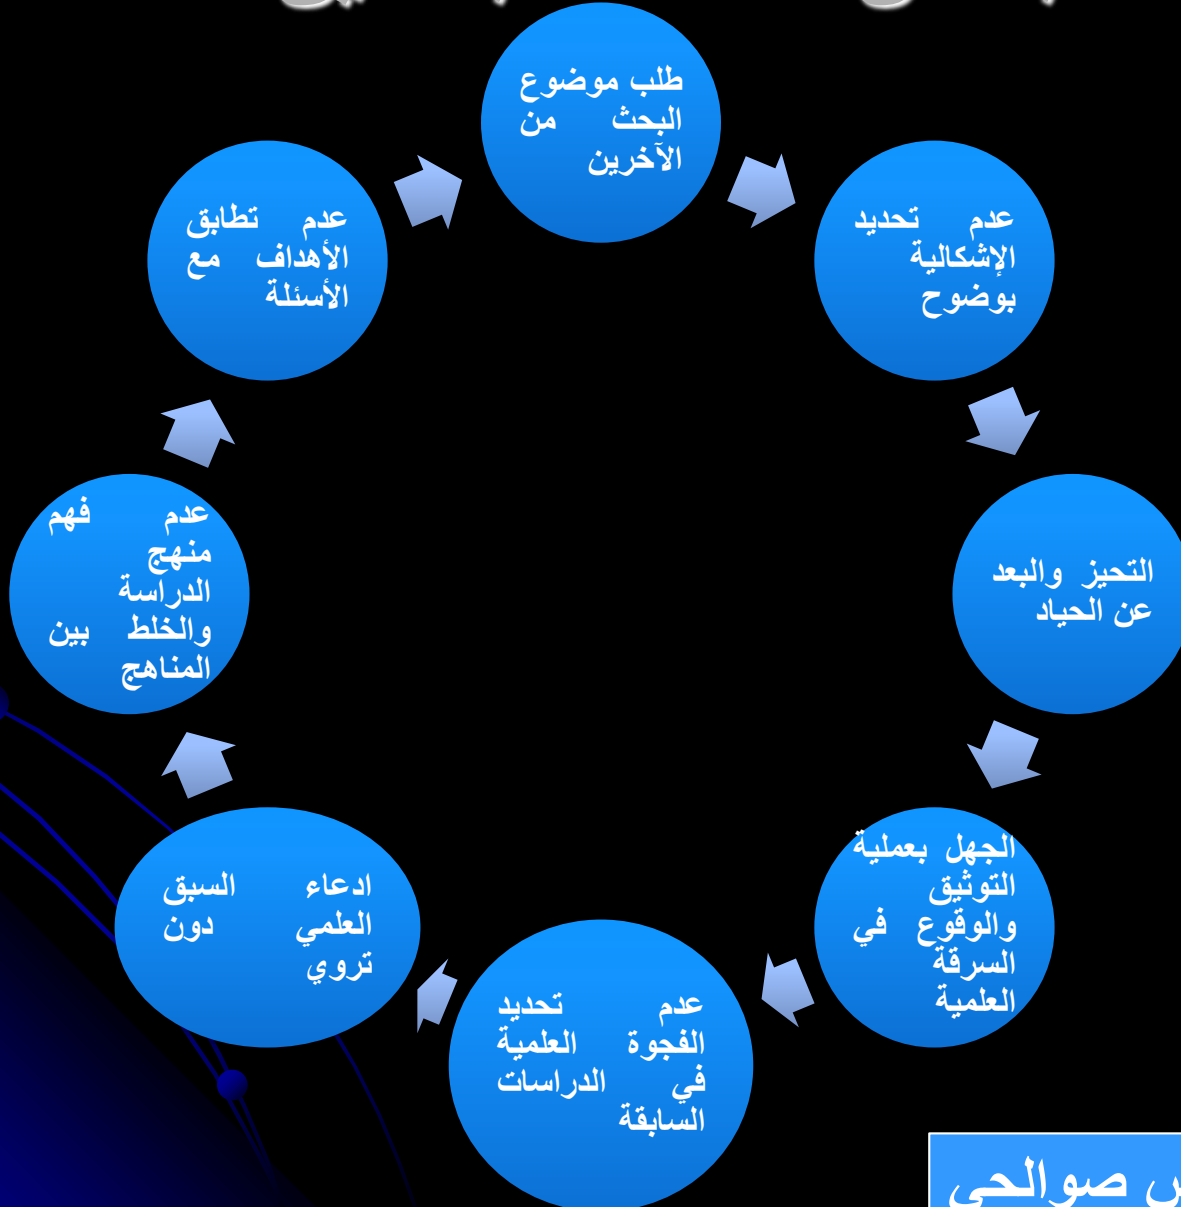 طلب موضوع
البحث من
الآخرين
عدم تحديد
الإشكالية
بوضوح
التحيز والبعد
عن الحياد
الجهل بعملية
التوثيق
والوقوع في
السرقة
العلمية
عدم تحديد
الفجوة العلمية
في الدراسات
السابقة
ادعاء السبق
العلمي دون
تروي
عدم فهم
منهج
الدراسة
والخلط بين
المناهج
عدم تطابق
الأهداف مع
الأسئلة
صوالحي